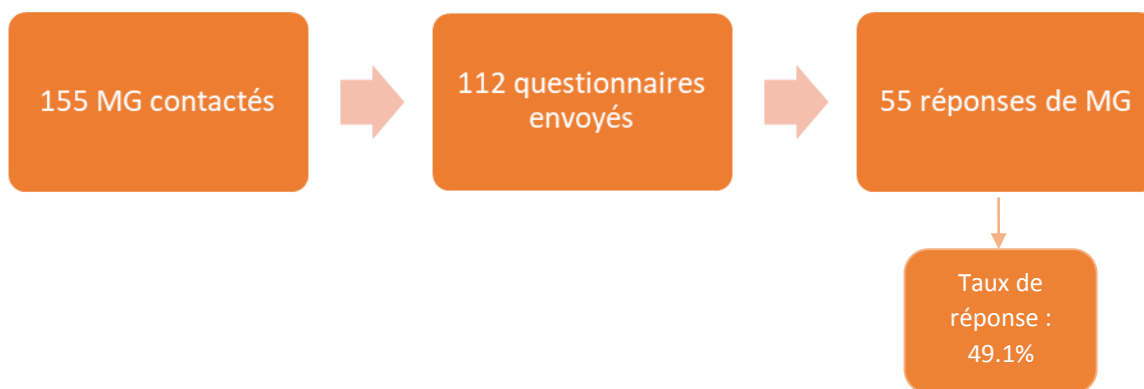 155 MG contactés
112 questionnaires
envoyés
55 réponses de MG
Taux de
réponse :
49.1%